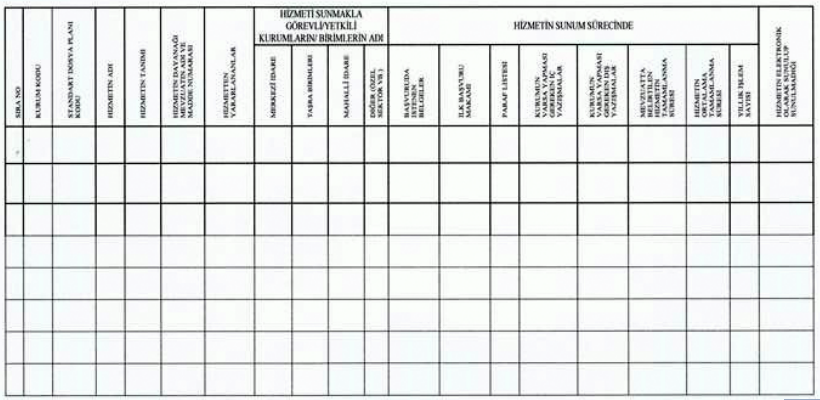 HİZMETİ SUNMAKLA
GÖREVLİ/YETKİLİ
KURUMLARIN/ BİRİMLERİN ADI
HİZMETİN SUNUM SÜRECİNDE
SIRA NO
KURUM KODU
STANDART DOSYA PLANI
KODU
HİZMETİN ADI
HİZMETİN TANIMI
HİZMETİN DAYANAĞI
MEVZUATIN ADI VE
MADDE NUMARASI
HİZMETTEN
YARARLANANLAR
MERKEZİ İDARE
TAŞRA BİRİMLERİ
MAHALLİ İDARE
DİĞER (ÖZEL
SEKTÖR VB.)
BAŞVURUDA
İSTENEN
BELGELER
İLK BAŞVURU
MAKAMI
PARAF LİSTESİ
KURUMUN
VARSA YAPMASI
GEREKEN İÇ
YAZIŞMALAR
KURUMUN
VARSA YAPMASI
GEREKEN DIŞ
YAZIŞMALAR
MEVZUATTA
BELİRTİLEN
HİZMETİN
TAMAMLANMA
SÜRESİ
HİZMETİN
ORTALAMA
TAMAMLANMA
SÜRESİ
YILLIK İŞLEM
SAYISI
HİZMETİN ELEKTRONİK
OLARAK SUNULUP
SUNULMADIĞI